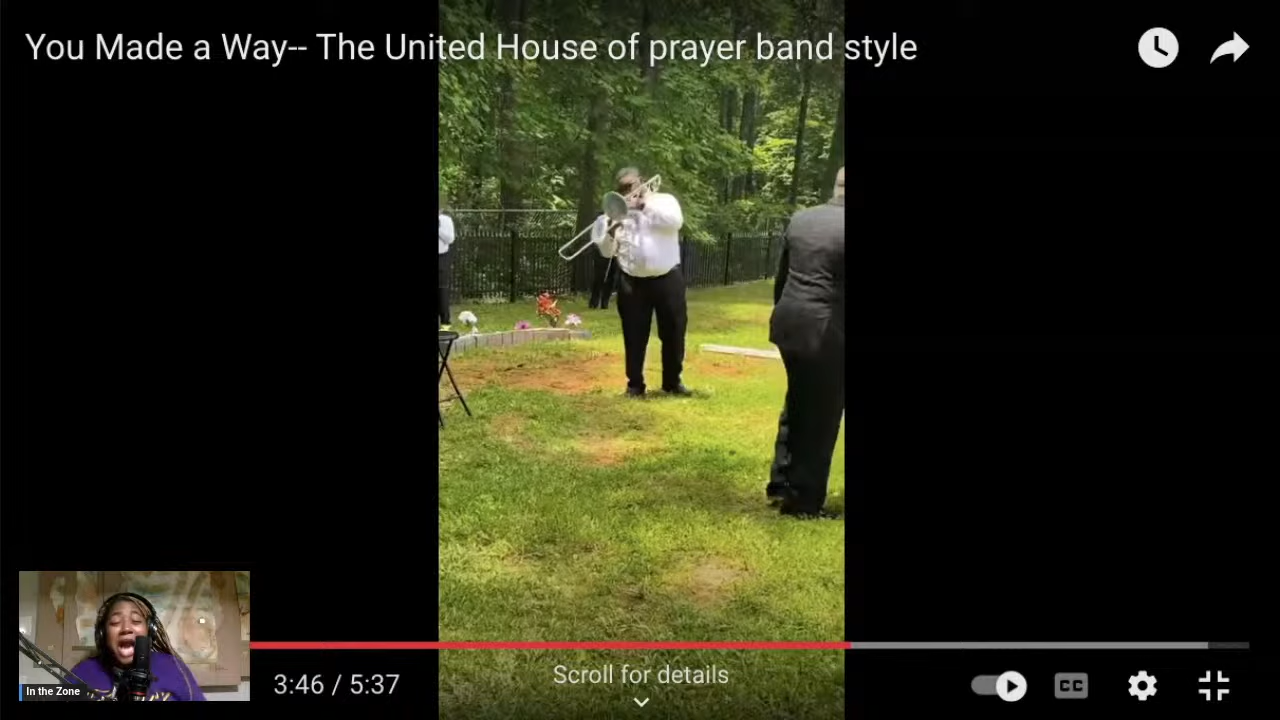 You Made a Way-- The United House of prayer band style
In the Zone
3:46 / 5:37
Scroll for details
CC